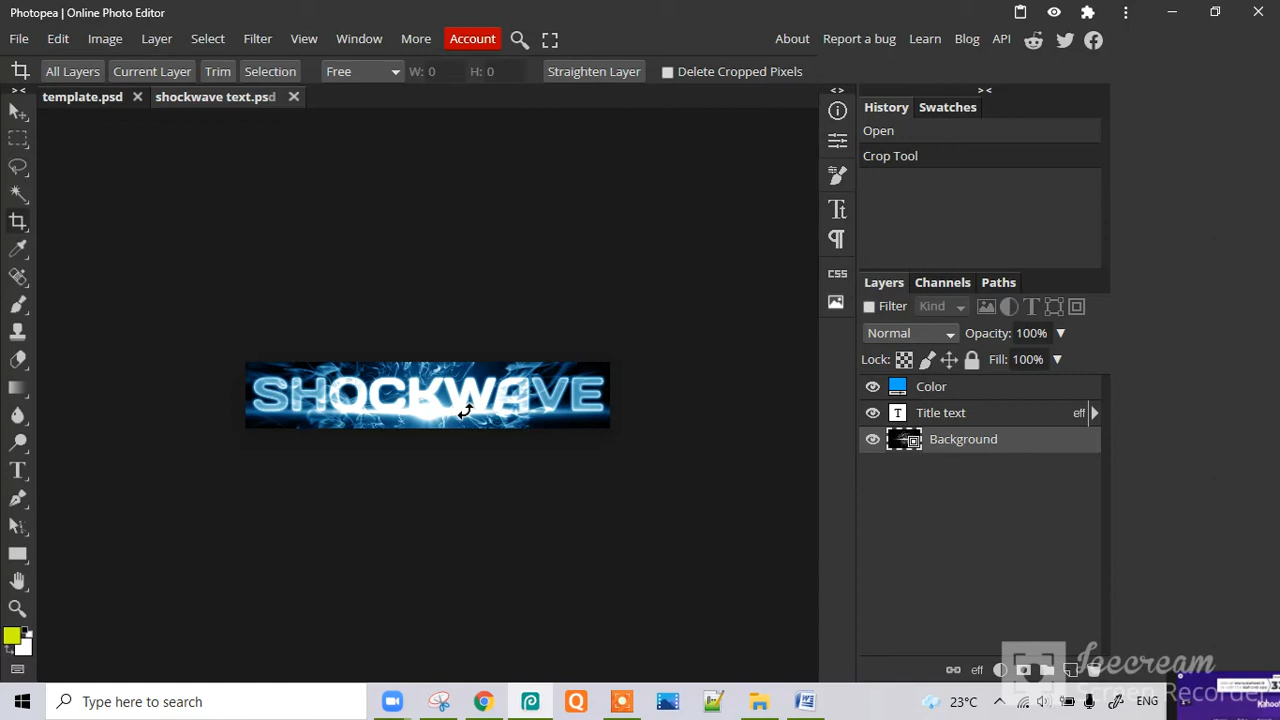 Photopea | Online Photo Editor
File Edit Image Layer Select Filter View Window More Account About Report a bug Learn Blog API
All Layers Current Layer Trim Selection Free W: 0 H: 0 Straighten Layer Delete Cropped Pixels
template.psd shockwave text.psd
History Swatches
Open
Crop Tool
CSS
Layers Channels Paths
Filter Kind
Normal Opacity: 100%
Lock: Fill: 100%
Color
Title text eff
Background
SHOCKWAVE
eff
Icecream
Screen Recorder
Type here to search
23°C ENG